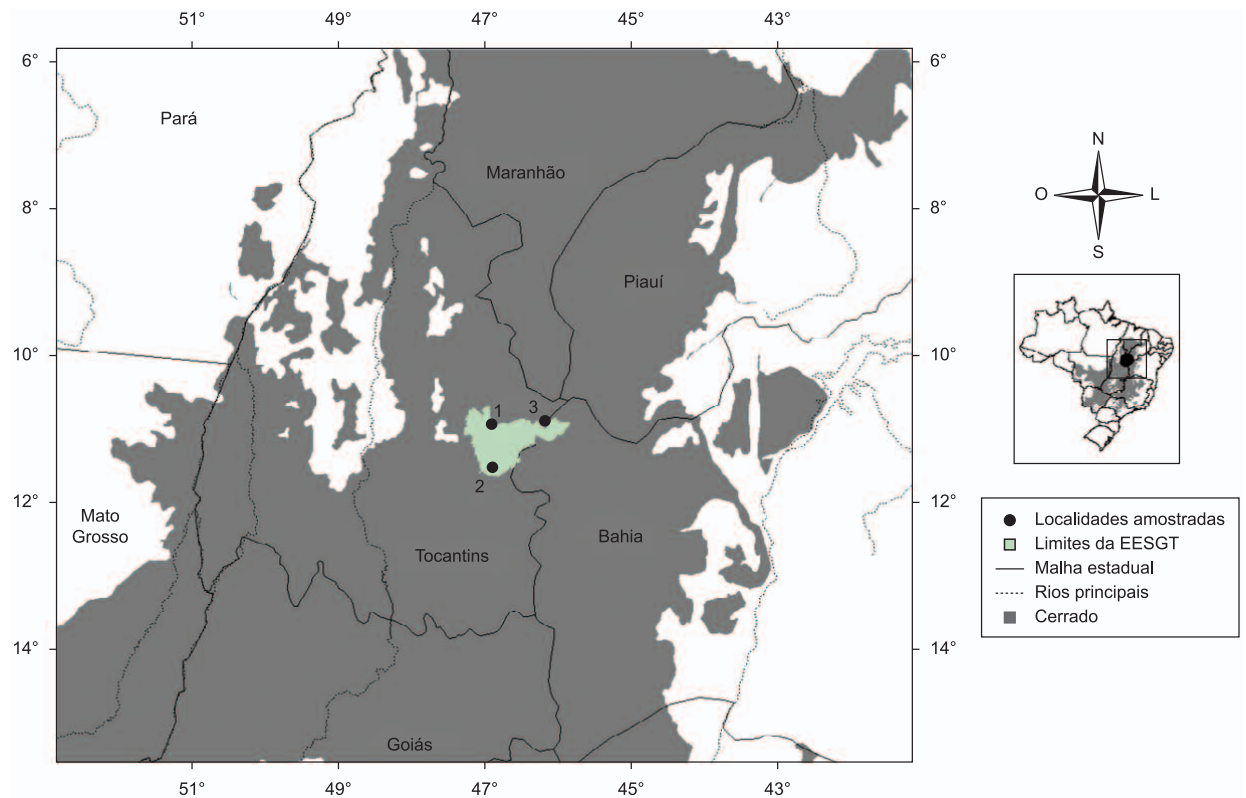 51° 49° 47° 45° 43°
6° 6°
Pará
Maranhão
8° 8°
Piauí
10° 10°
1
3
2
12° 12°
Mato
Grosso
Bahia
Tocantins
14° 14°
Goiás
51° 49° 47° 45° 43°
N
O L
S
Localidades amostradas
Limites da EESGT
Malha estadual
Rios principais
Cerrado